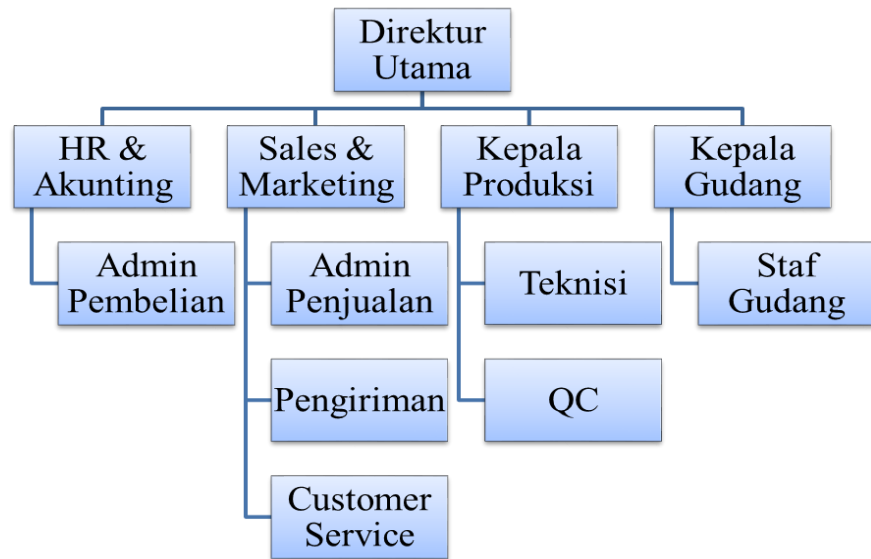 Direktur
Utama
HR &
Akunting
Sales &
Marketing
Kepala
Produksi
Kepala
Gudang
Admin
Pembelian
Admin
Penjualan
Teknisi
Staf
Gudang
Pengiriman
QC
Customer
Service